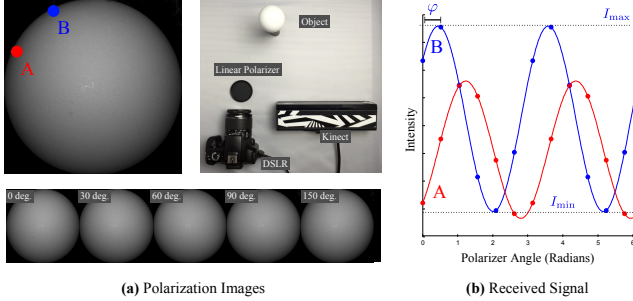 B
A
Object
Linear Polarizer
Kinect
DSLR
0 deg.
30 deg.
60 deg.
90 deg.
150 deg.
(a) Polarization Images
φ
I_max
B
A
I_min
Intensity
0 1 2 3 4 5 6
Polarizer Angle (Radians)
(b) Received Signal